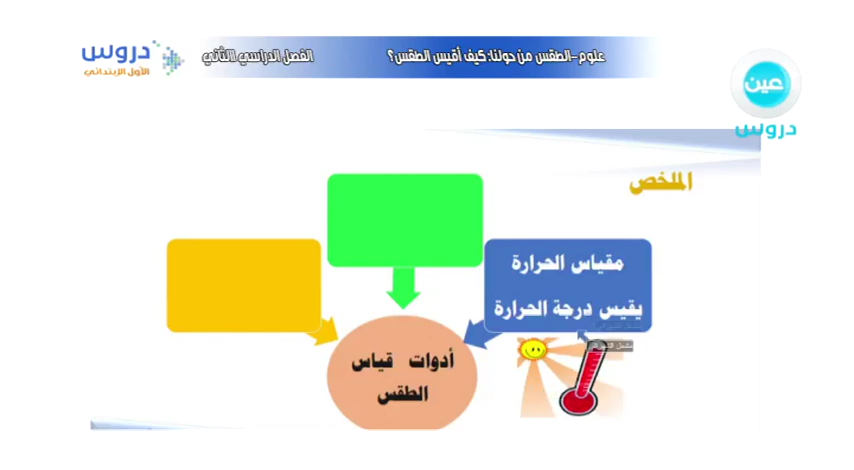 علوم -الطقس من حولنا: كيف أقيس الطقس؟
الفصل الدراسي الثاني
دروس
الأول الابتدائي
عين
دروس
الملخص
مقياس الحرارة
يقيس درجة الحرارة
أدوات قياس
الطقس